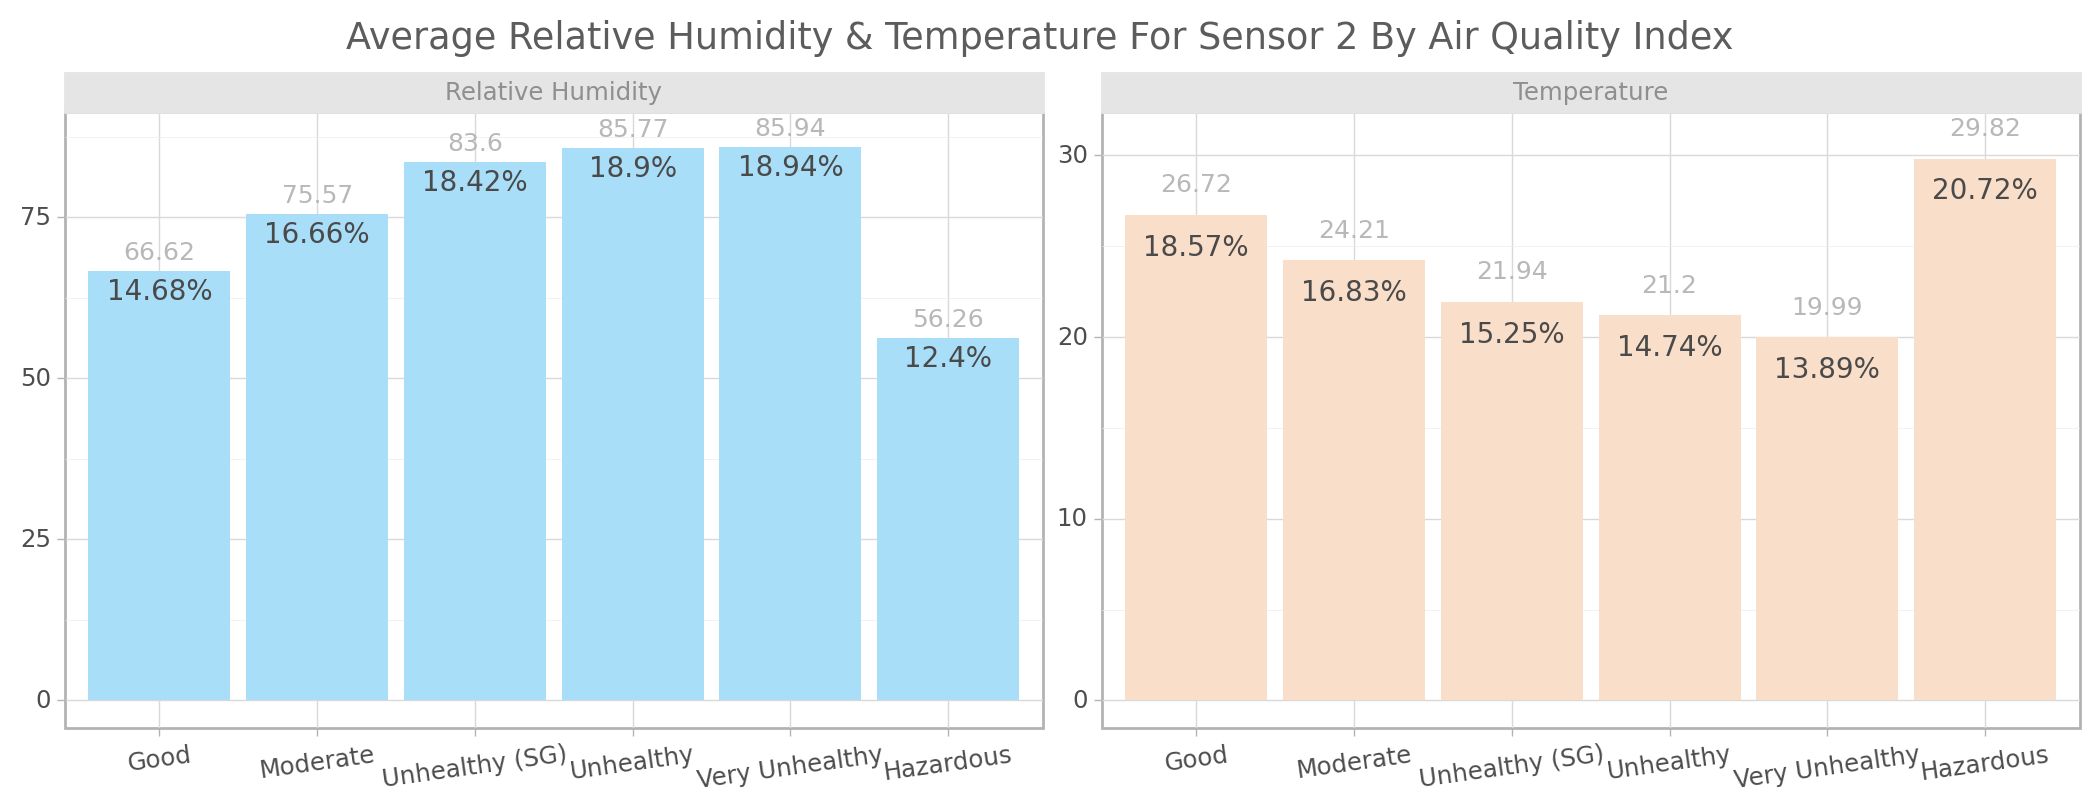 Average Relative Humidity & Temperature For Sensor 2 By Air Quality Index
Relative Humidity
75
50
25
0
66.62
14.68%
75.57
16.66%
83.6
18.42%
85.77
18.9%
85.94
18.94%
56.26
12.4%
Good
Moderate
Unhealthy (SG)
Unhealthy
Very Unhealthy
Hazardous
Temperature
30
20
10
0
26.72
18.57%
24.21
16.83%
21.94
15.25%
21.2
14.74%
19.99
13.89%
29.82
20.72%
Good
Moderate
Unhealthy (SG)
Unhealthy
Very Unhealthy
Hazardous